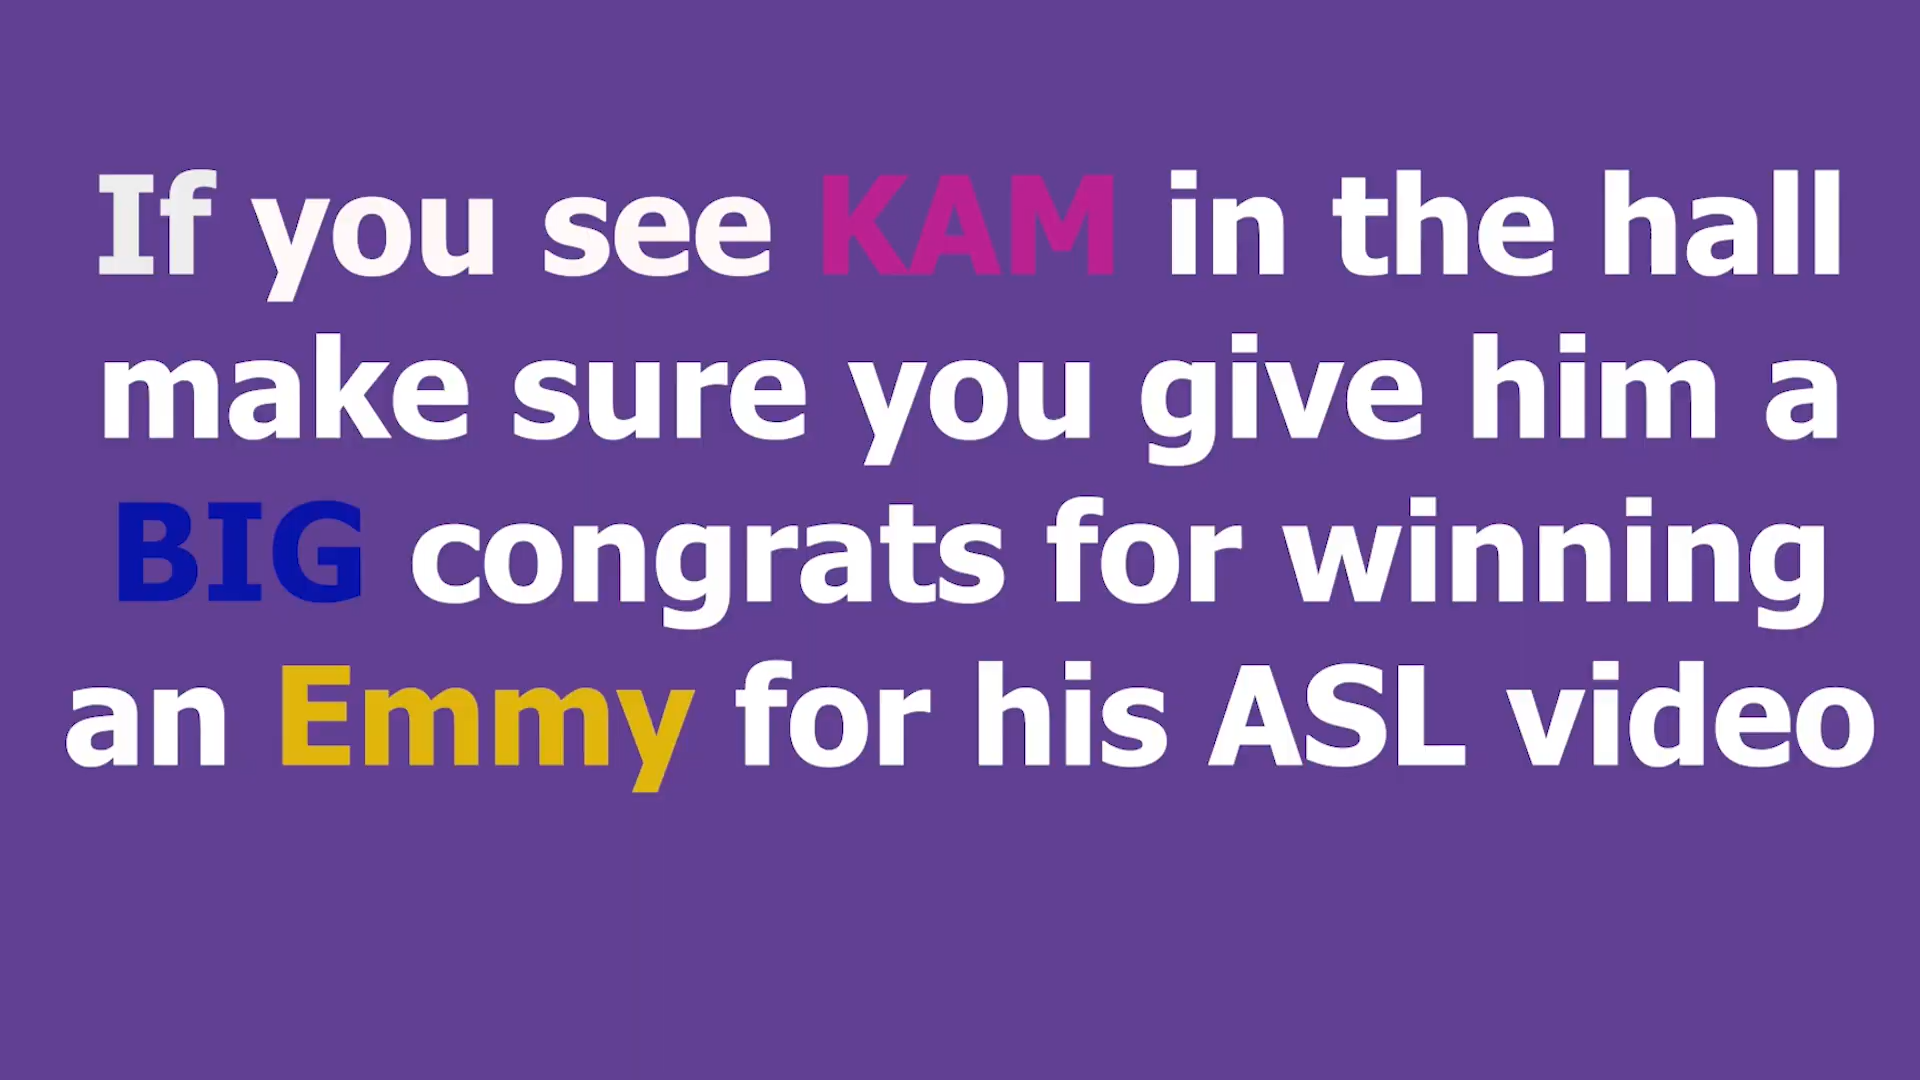 If you see KAM in the hall
make sure you give him a
BIG congrats for winning
an Emmy for his ASL video